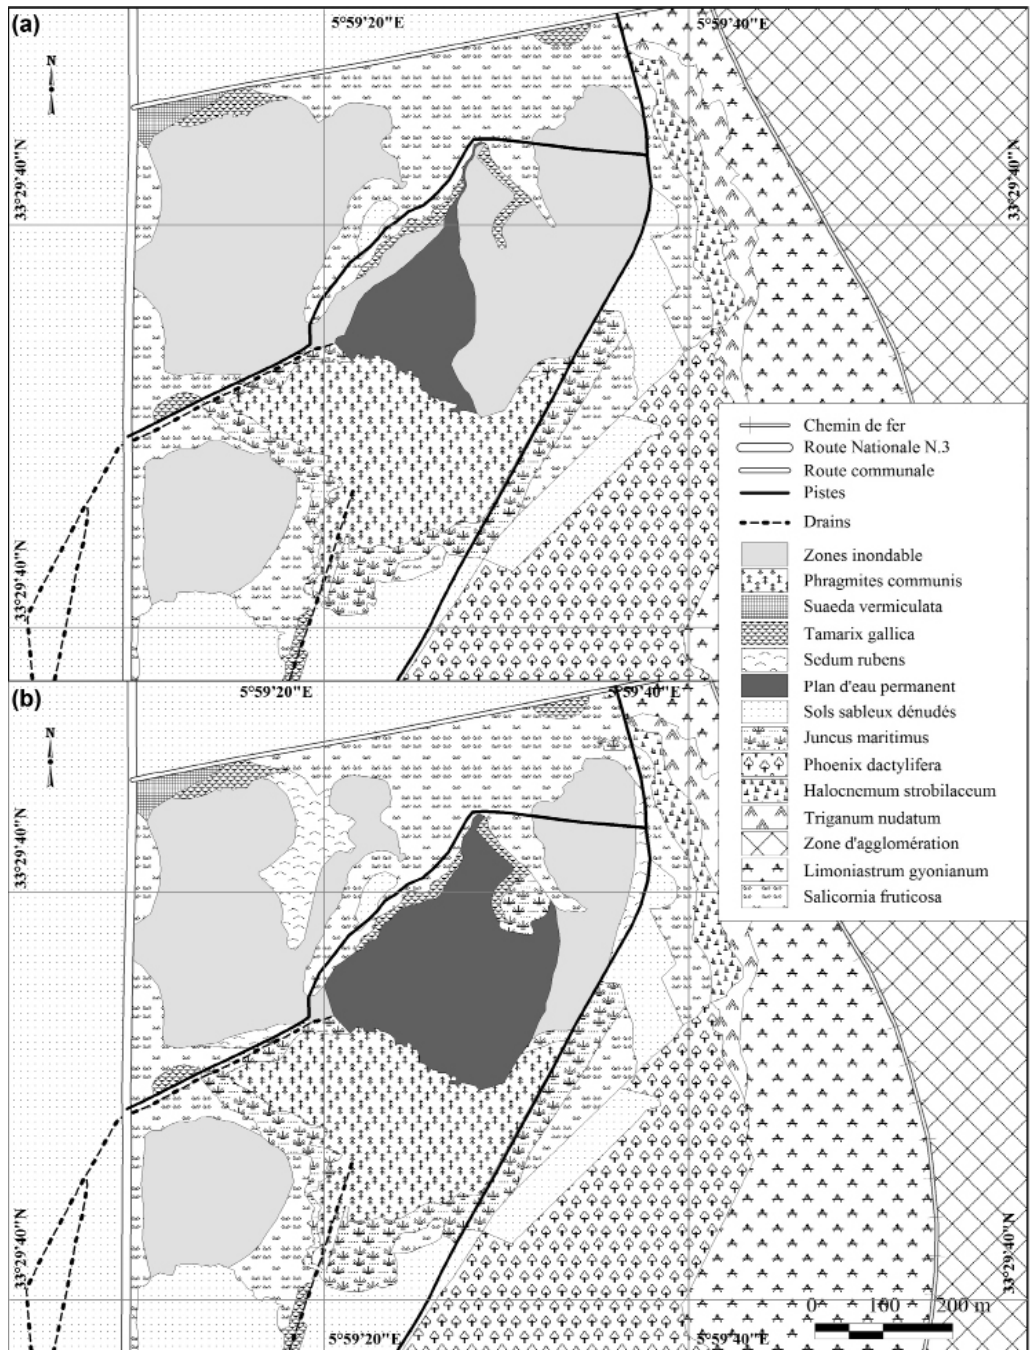 (a)
5°59'20"E
5°59'40"E
N
33°29'40"N
33°29'40"N
33°29'40"N
Chemin de fer
Route Nationale N.3
Route communale
Pistes
Drains
Zones inondable
Phragmites communis
Suaeda vermiculata
Tamarix gallica
Sedum rubens
Plan d'eau permanent
Sols sableux dénudés
Juncus maritimus
Phoenix dactylifera
Halocnemum strobilaceum
Triganum nudatum
Zone d'agglomération
Limoniastrum gyonianum
Salicornia fruticosa
(b)
5°59'20"E
5°59'40"E
N
33°29'40"N
33°29'40"N
33°29'40"N
0 100 200 m
5°59'20"E
5°59'40"E